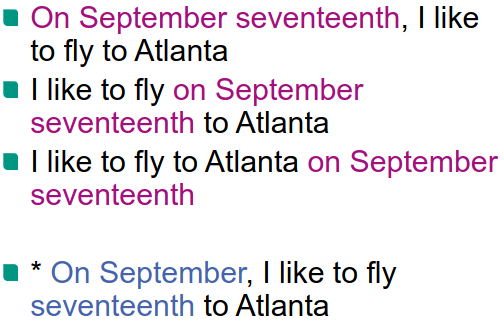 On September seventeenth, I like
to fly to Atlanta
I like to fly on September
seventeenth to Atlanta
I like to fly to Atlanta on September
seventeenth
* On September, I like to fly
seventeenth to Atlanta